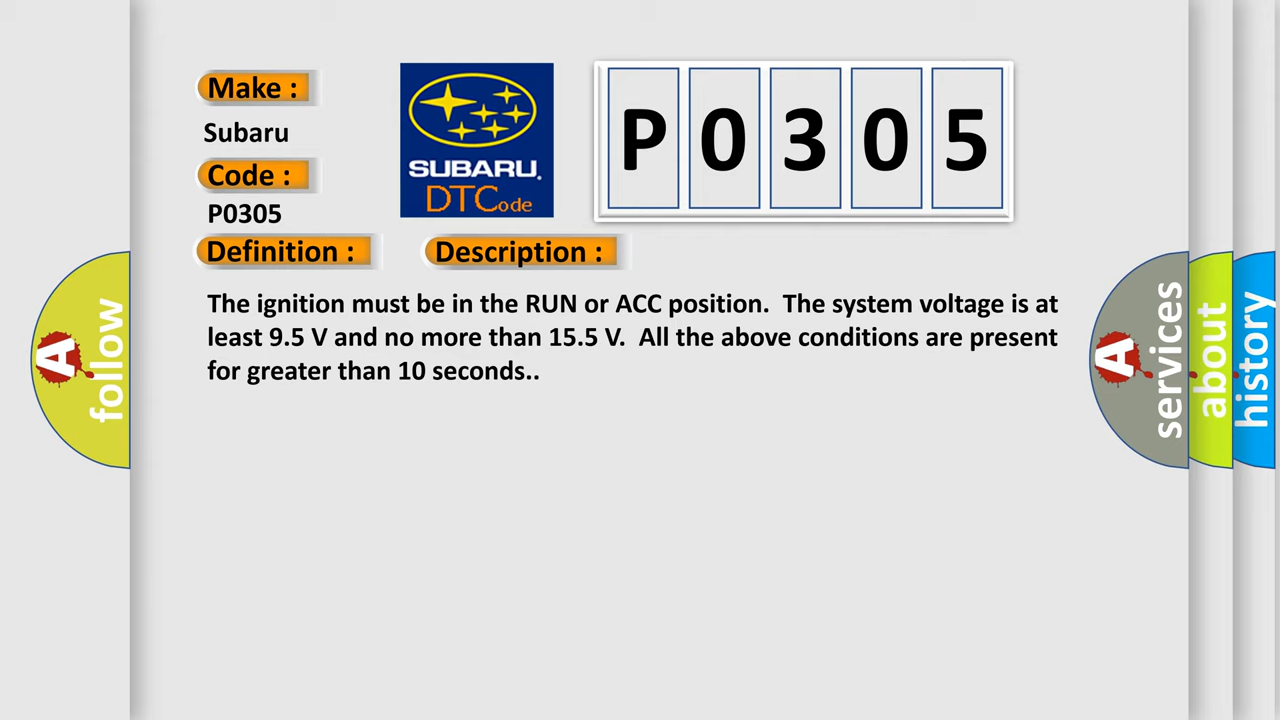 Make :
Subaru
Code :
P0305
SUBARU
DTCode
P0305
Definition :
Description :
The ignition must be in the RUN or ACC position. The system voltage is at
least 9.5 V and no more than 15.5 V. All the above conditions are present
for greater than 10 seconds..
A
follow
A
services
about
history